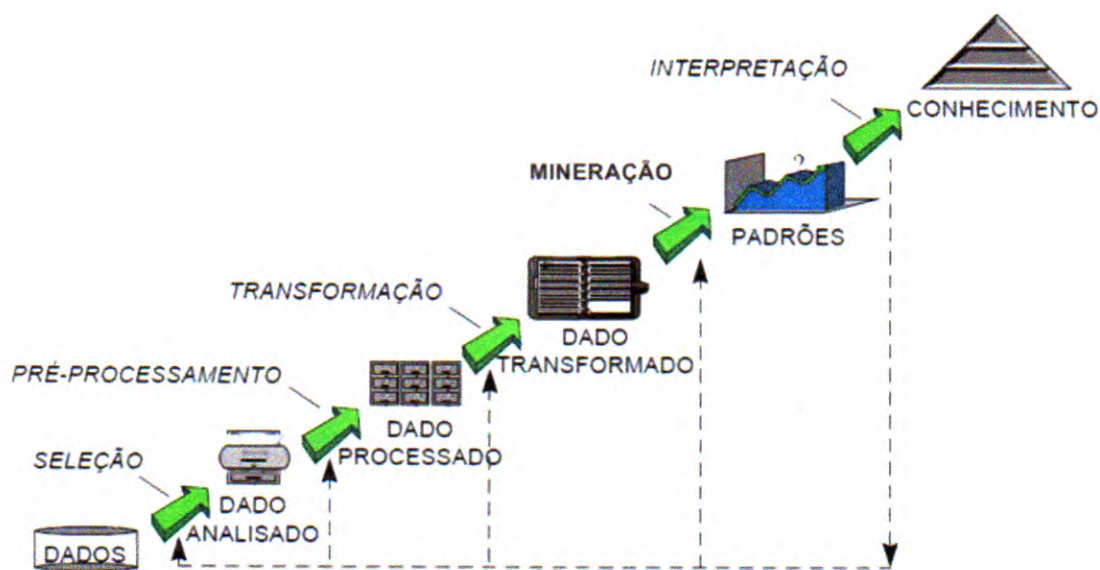 INTERPRETAÇÃO
CONHECIMENTO
MINERAÇÃO
?
PADRÕES
TRANSFORMAÇÃO
DADO
TRANSFORMADO
PRÉ-PROCESSAMENTO
DADO
PROCESSADO
SELEÇÃO
DADO
ANALISADO
DADOS